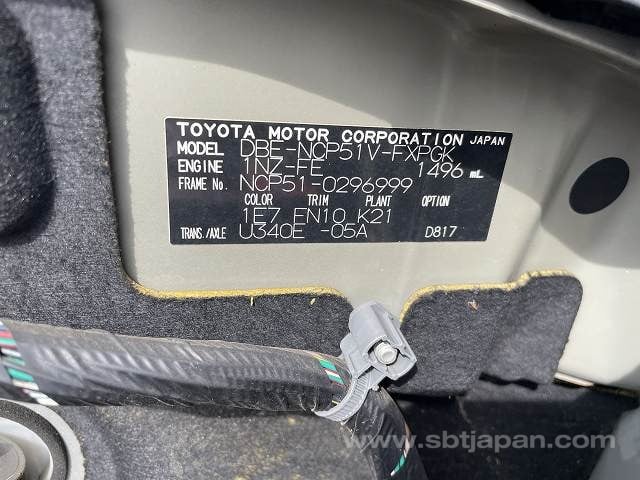 TOYOTA MOTOR CORPORATION JAPAN
MODEL DBE-NCP51V-FXPGK
ENGINE 1NZ-FE 1496 mL
FRAME No. NCP51-0296999
COLOR TRIM PLANT OPTION
1E7 EN10 K21
TRANS./AXLE U340E -05A D817
www.sbtjapan.com